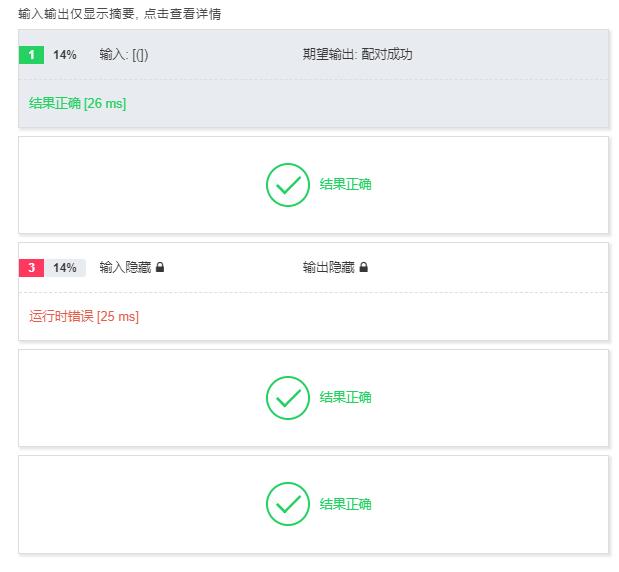 输入输出仅显示摘要, 点击查看详情
1 14% 输入: [(]) 期望输出: 配对成功
结果正确 [26 ms]
结果正确
3 14% 输入隐藏 输出隐藏
运行时错误 [25 ms]
结果正确
结果正确